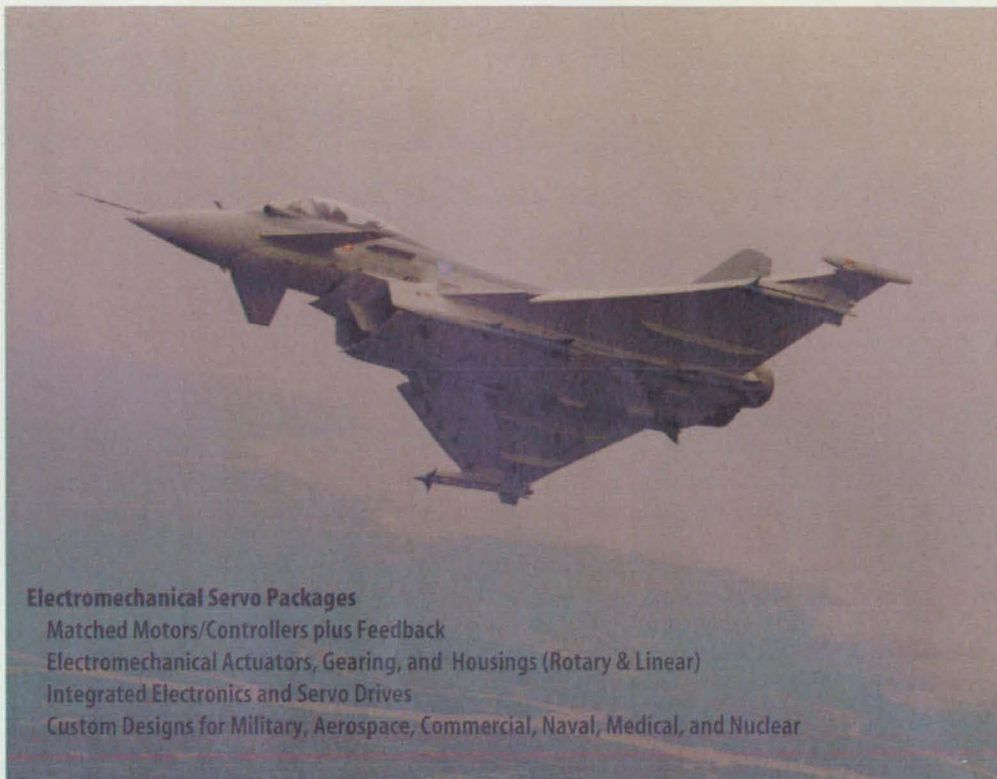 Electromechanical Servo Packages
Matched Motors/Controllers plus Feedback
Electromechanical Actuators, Gearing, and Housings (Rotary & Linear)
Integrated Electronics and Servo Drives
Custom Designs for Military, Aerospace, Commercial, Naval, Medical, and Nuclear